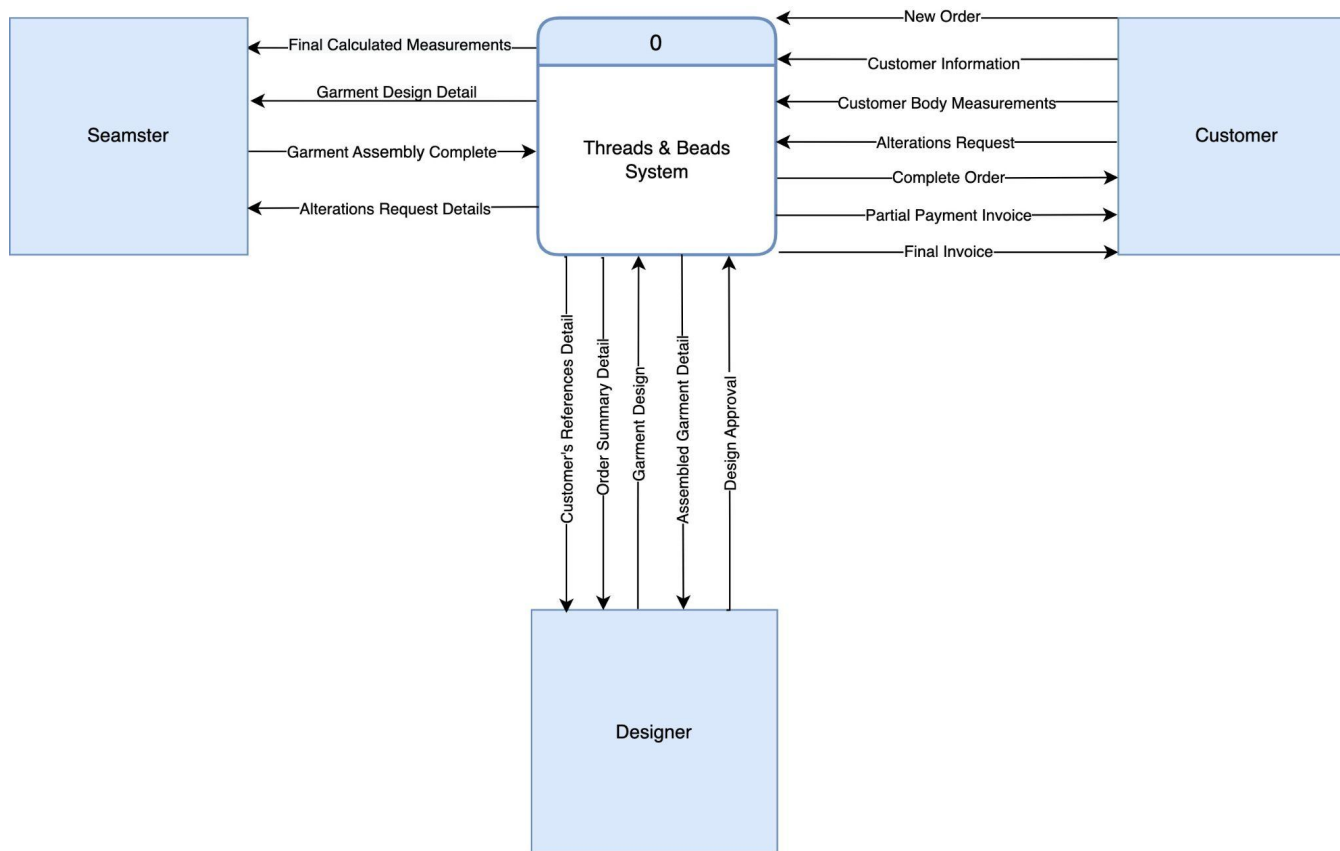 Seamster
Final Calculated Measurements
Garment Design Detail
Garment Assembly Complete
Alterations Request Details
0
Threads & Beads
System
New Order
Customer Information
Customer Body Measurements
Alterations Request
Complete Order
Partial Payment Invoice
Final Invoice
Customer
Customer's References Detail
Order Summary Detail
Garment Design
Assembled Garment Detail
Design Approval
Designer